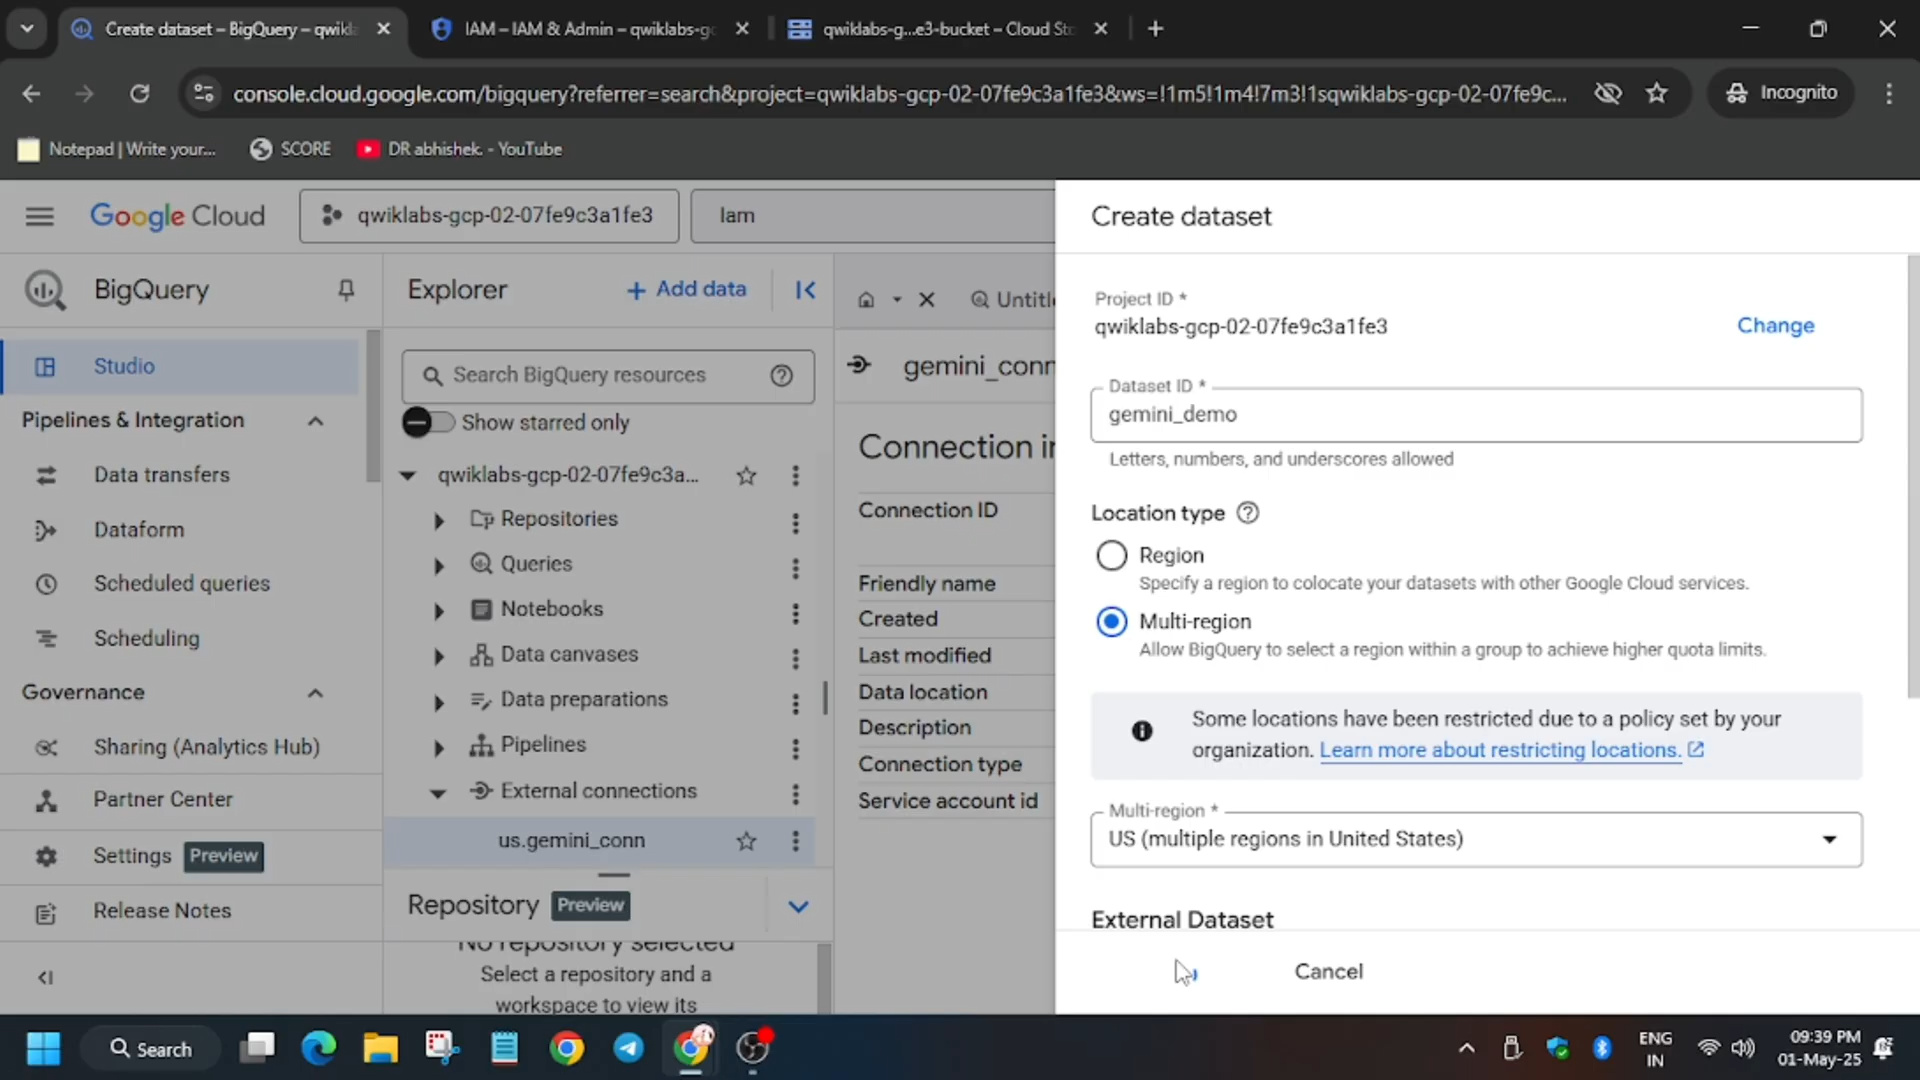 Create dataset – BigQuery – qwikla
IAM – IAM & Admin – qwiklabs-gc
qwiklabs-g...e3-bucket – Cloud Sto
console.cloud.google.com/bigquery?referrer=search&project=qwiklabs-gcp-02-07fe9c3a1fe3&ws=!1m5!1m4!7m3!1sqwiklabs-gcp-02-07fe9c...
Incognito
Notepad | Write your...
SCORE
DR abhishek. - YouTube
Google Cloud
qwiklabs-gcp-02-07fe9c3a1fe3
Iam
BigQuery
Studio
Pipelines & Integration
Data transfers
Dataform
Scheduled queries
Scheduling
Governance
Sharing (Analytics Hub)
Partner Center
Settings Preview
Release Notes
Explorer
+ Add data
Search BigQuery resources
Show starred only
qwiklabs-gcp-02-07fe9c3a...
Repositories
Queries
Notebooks
Data canvases
Data preparations
Pipelines
External connections
us.gemini_conn
Repository Preview
No repository selected
Select a repository and a
workspace to view its
Untitle
gemini_conn
Connection in
Connection ID
Friendly name
Created
Last modified
Data location
Description
Connection type
Service account id
Create dataset
Project ID *
qwiklabs-gcp-02-07fe9c3a1fe3
Change
Dataset ID *
gemini_demo
Letters, numbers, and underscores allowed
Location type
Region
Specify a region to colocate your datasets with other Google Cloud services.
Multi-region
Allow BigQuery to select a region within a group to achieve higher quota limits.
Some locations have been restricted due to a policy set by your
organization. Learn more about restricting locations.
Multi-region *
US (multiple regions in United States)
External Dataset
Cancel
Search
ENG
IN
09:39 PM
01-May-25